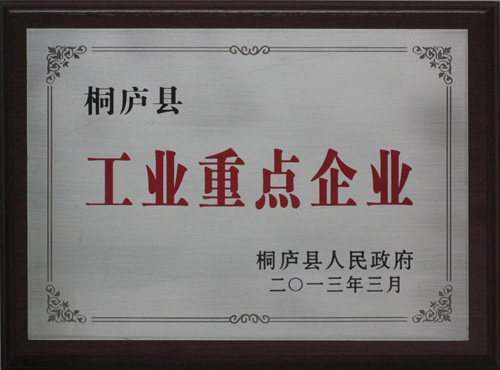 桐庐县
工业重点企业
桐庐县人民政府
二〇一三年三月